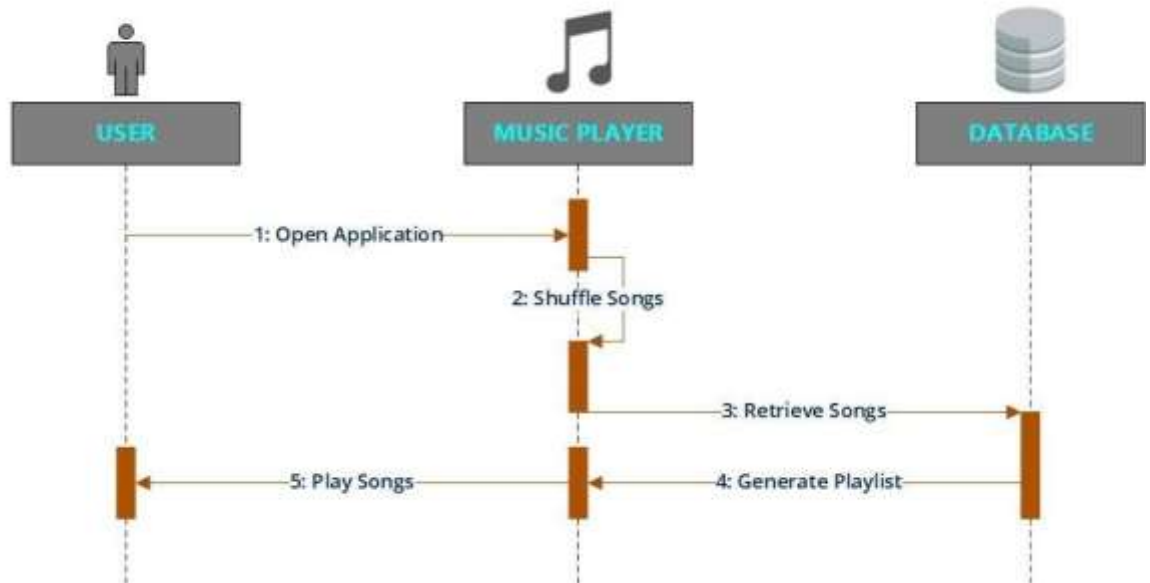 USER
MUSIC PLAYER
DATABASE
1: Open Application
2: Shuffle Songs
3: Retrieve Songs
5: Play Songs
4: Generate Playlist